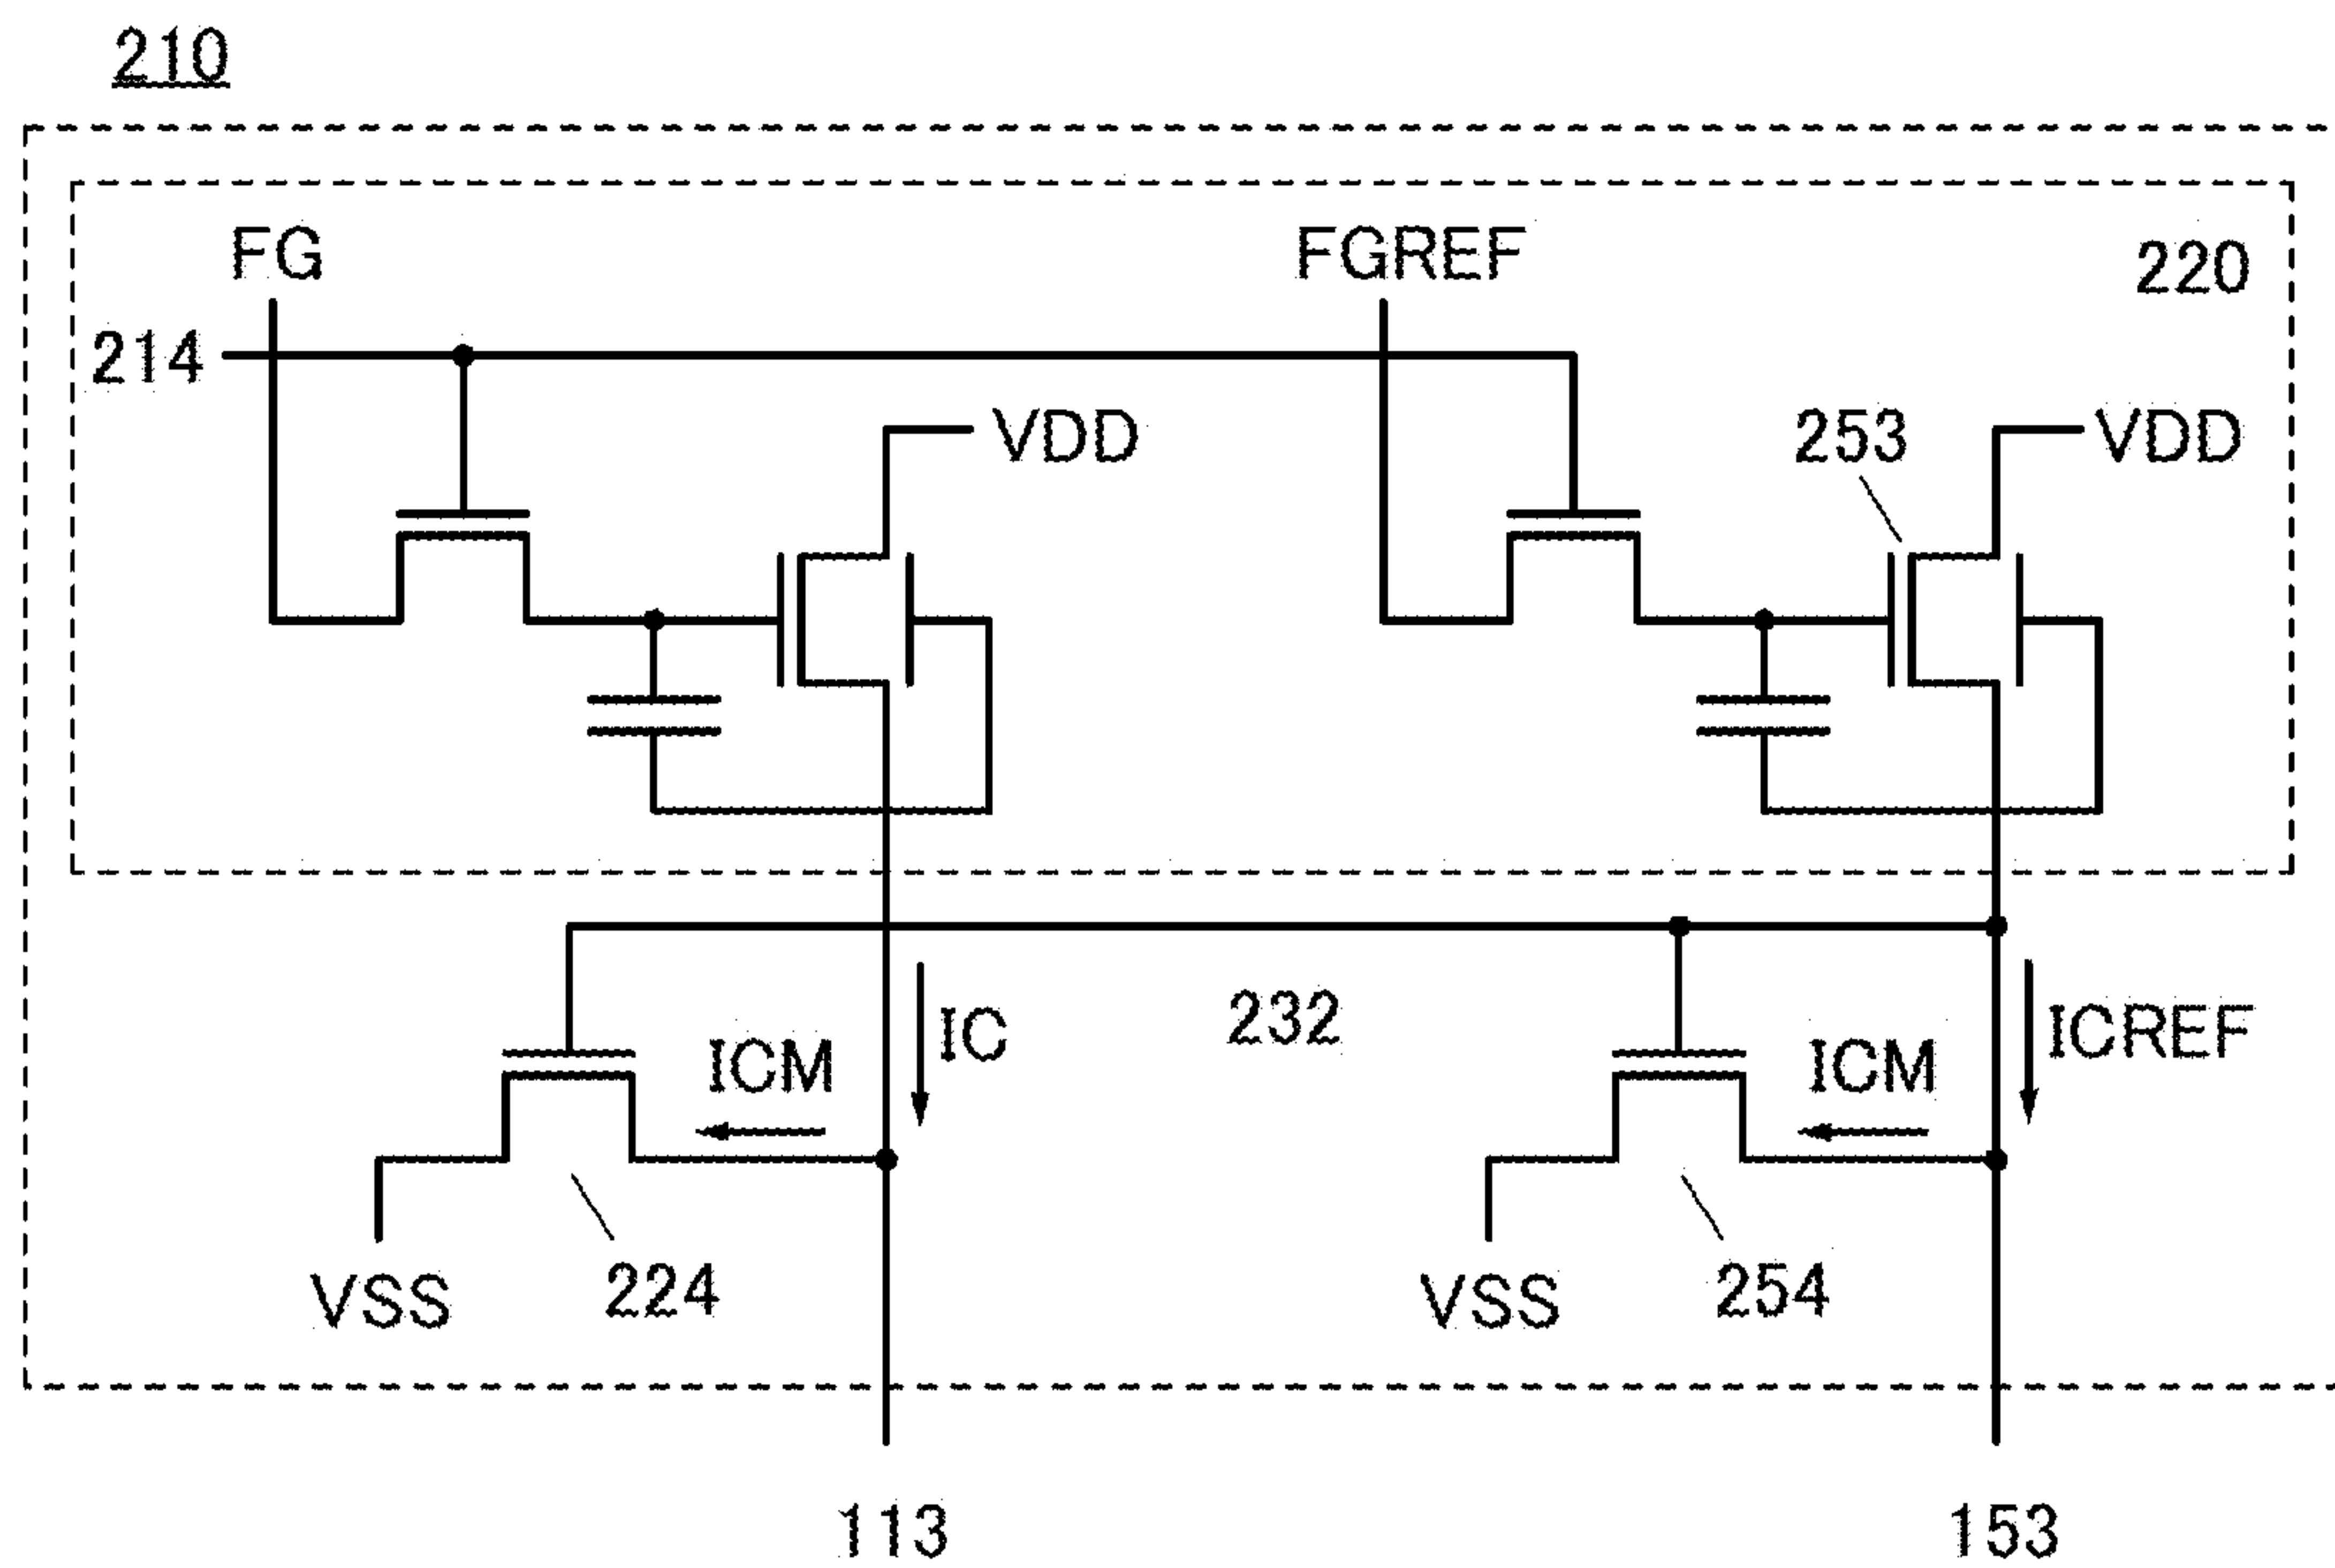 210
FG
FGREF
220
214
VDD
253
VDD
232
IC
ICM
ICREF
ICM
VSS
224
VSS
254
113
153